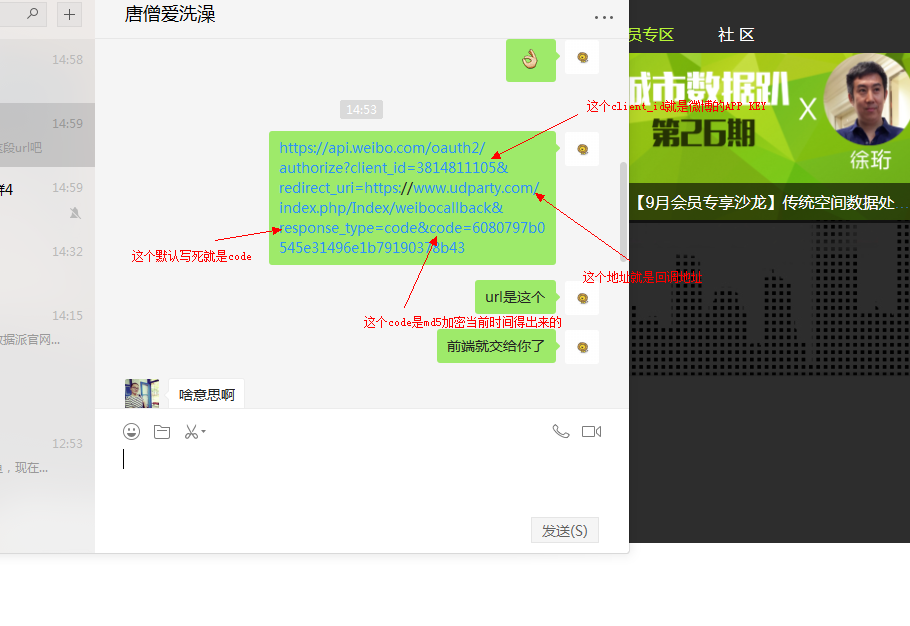 唐僧爱洗澡
14:58
14:59
段url吧
群4
14:59
14:32
14:15
数据派官网...
12:53
，现在...
14:53
https://api.weibo.com/oauth2/
authorize?client_id=3814811105&
redirect_uri=https://www.udparty.com/
index.php/Index/weibocallback&
response_type=code&code=6080797b0
545e31496e1b79190378b43
这个client_id就是微博的APP KEY
这个默认写死就是code
这个地址就是回调地址
这个code是md5加密当前时间得出来的
url是这个
前端就交给你了
啥意思啊
发送(S)
员专区
社 区
城市数据趴
第26期
X
徐珩
【9月会员专享沙龙】传统空间数据处...